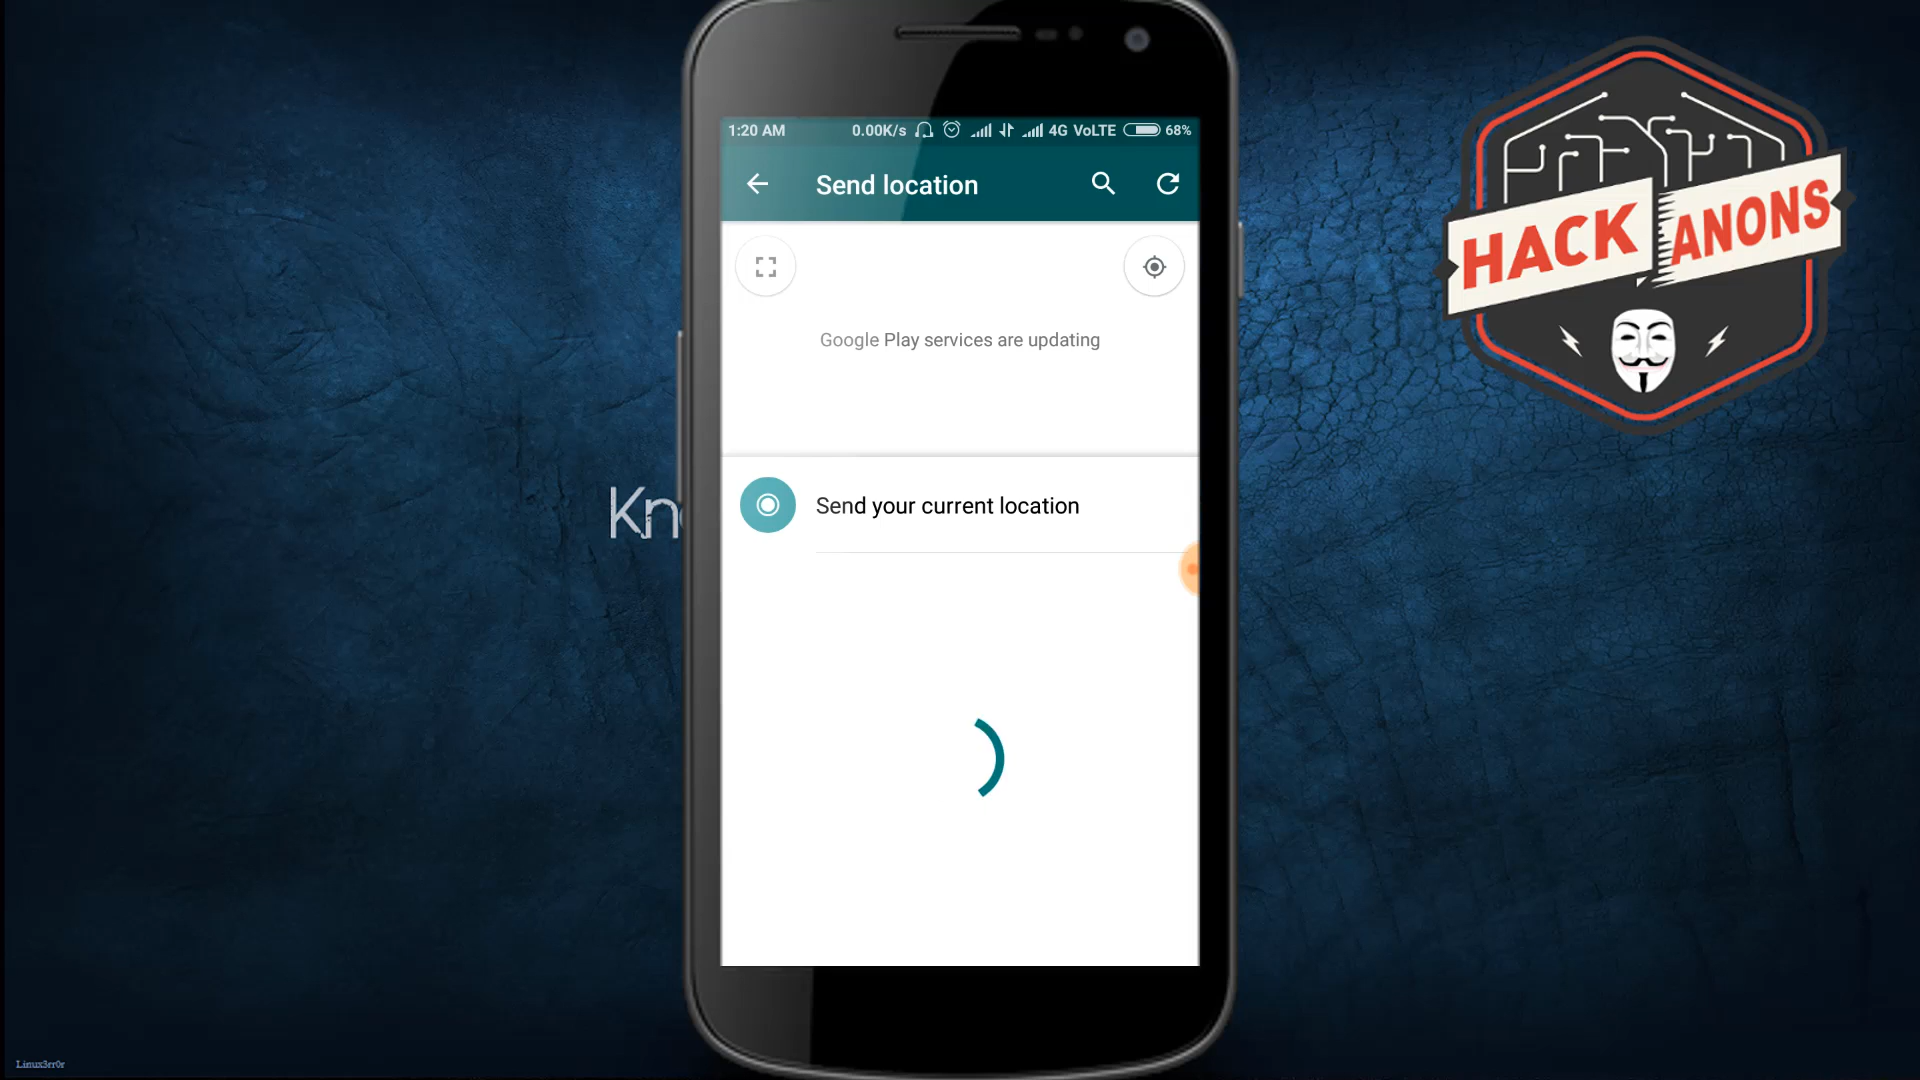 1:20 AM 0.00K/s 4G VoLTE 68%
Send location
Google Play services are updating
Send your current location
HACK ANONS
Kn
Linux3rr0r